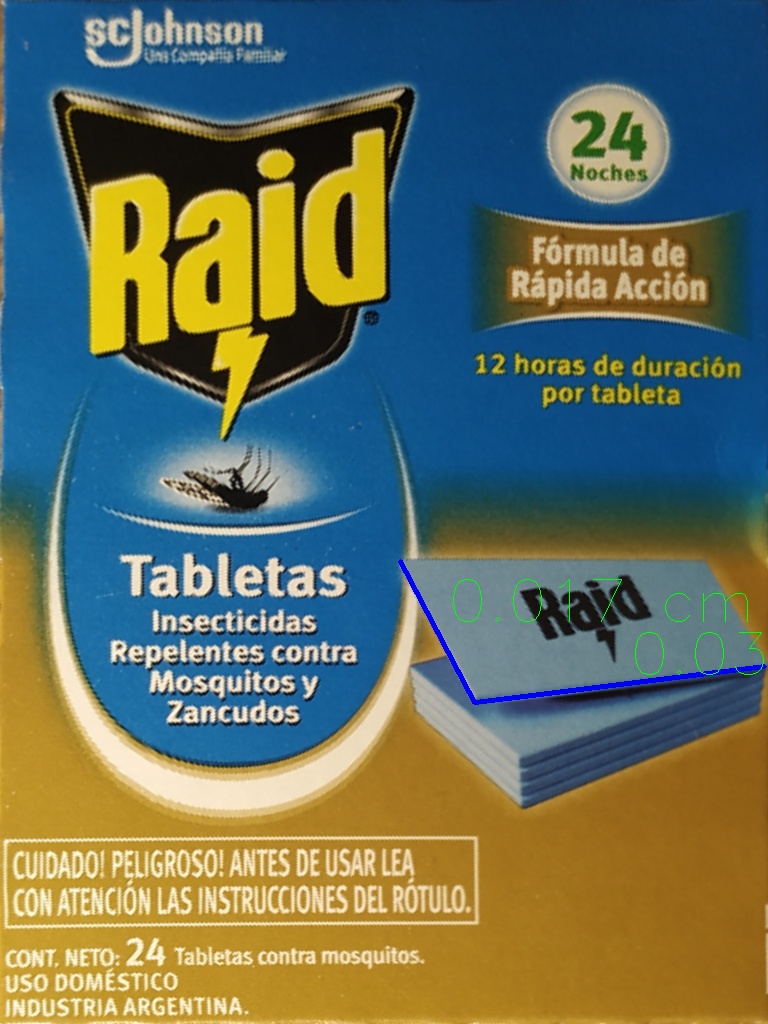 SCJohnson
Una Compañía Familiar
24
Noches
Raid
®
Fórmula de
Rápida Acción
12 horas de duración
por tableta
Tabletas
Insecticidas
Repelentes contra
Mosquitos y
Zancudos
0.017 cm
Raid
0.03
CUIDADO! PELIGROSO! ANTES DE USAR LEA
CON ATENCIÓN LAS INSTRUCCIONES DEL RÓTULO.
CONT. NETO: 24 Tabletas contra mosquitos.
USO DOMÉSTICO
INDUSTRIA ARGENTINA.